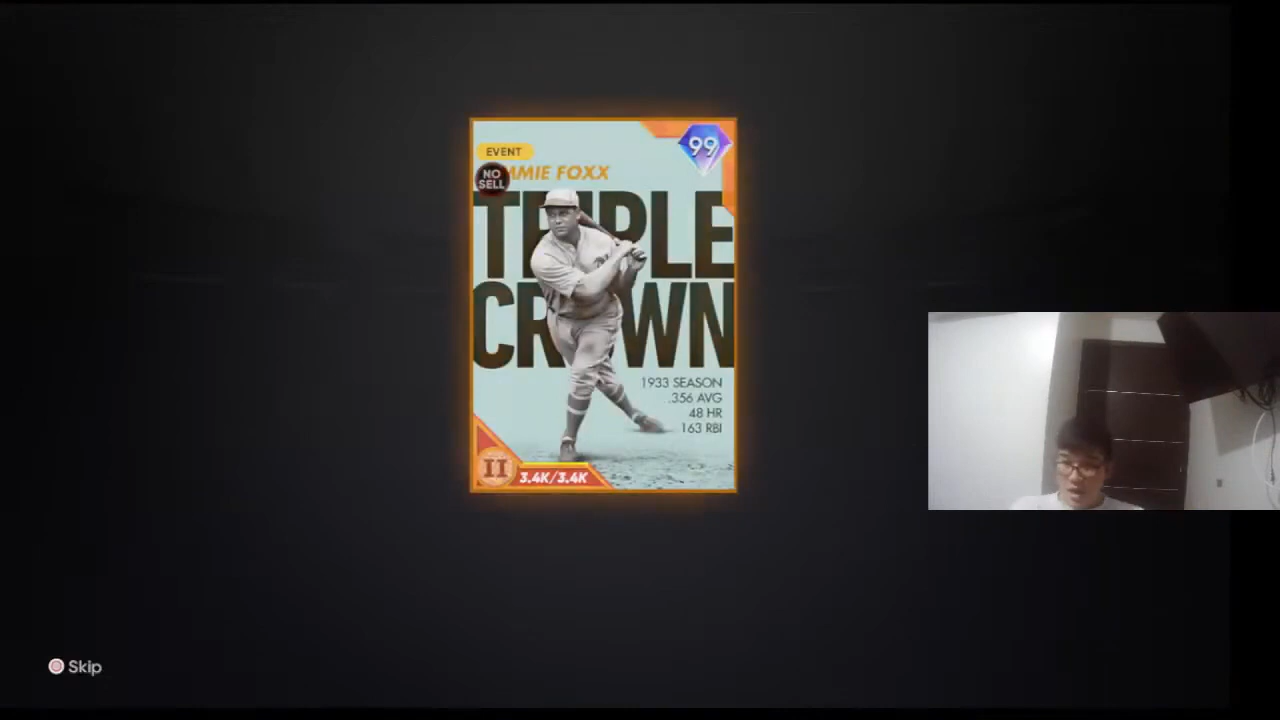 EVENT
99
NO
SELL
FOXX
TRIPLE
CROWN
1933 SEASON
.356 AVG
48 HR
163 RBI
II
3.4K/3.4K
Skip